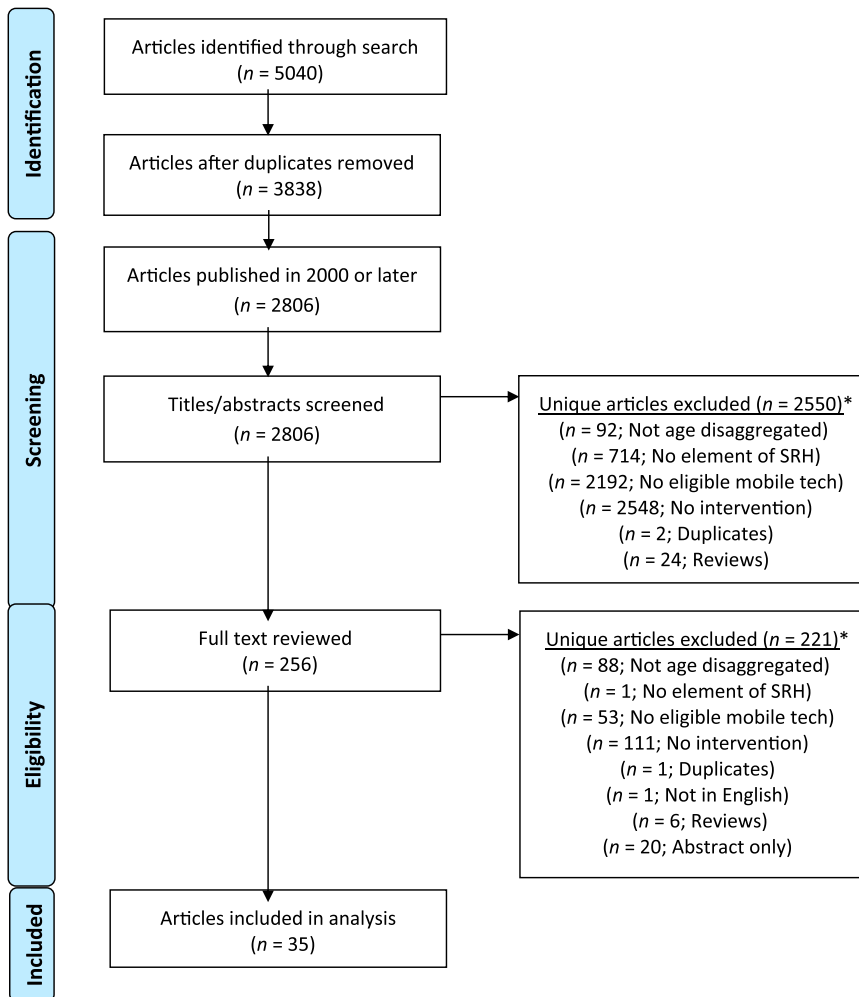 Identification
Articles identified through search
(n = 5040)
Articles after duplicates removed
(n = 3838)
Screening
Articles published in 2000 or later
(n = 2806)
Titles/abstracts screened
(n = 2806)
Unique articles excluded (n = 2550)*
(n = 92; Not age disaggregated)
(n = 714; No element of SRH)
(n = 2192; No eligible mobile tech)
(n = 2548; No intervention)
(n = 2; Duplicates)
(n = 24; Reviews)
Eligibility
Full text reviewed
(n = 256)
Unique articles excluded (n = 221)*
(n = 88; Not age disaggregated)
(n = 1; No element of SRH)
(n = 53; No eligible mobile tech)
(n = 111; No intervention)
(n = 1; Duplicates)
(n = 1; Not in English)
(n = 6; Reviews)
(n = 20; Abstract only)
Included
Articles included in analysis
(n = 35)